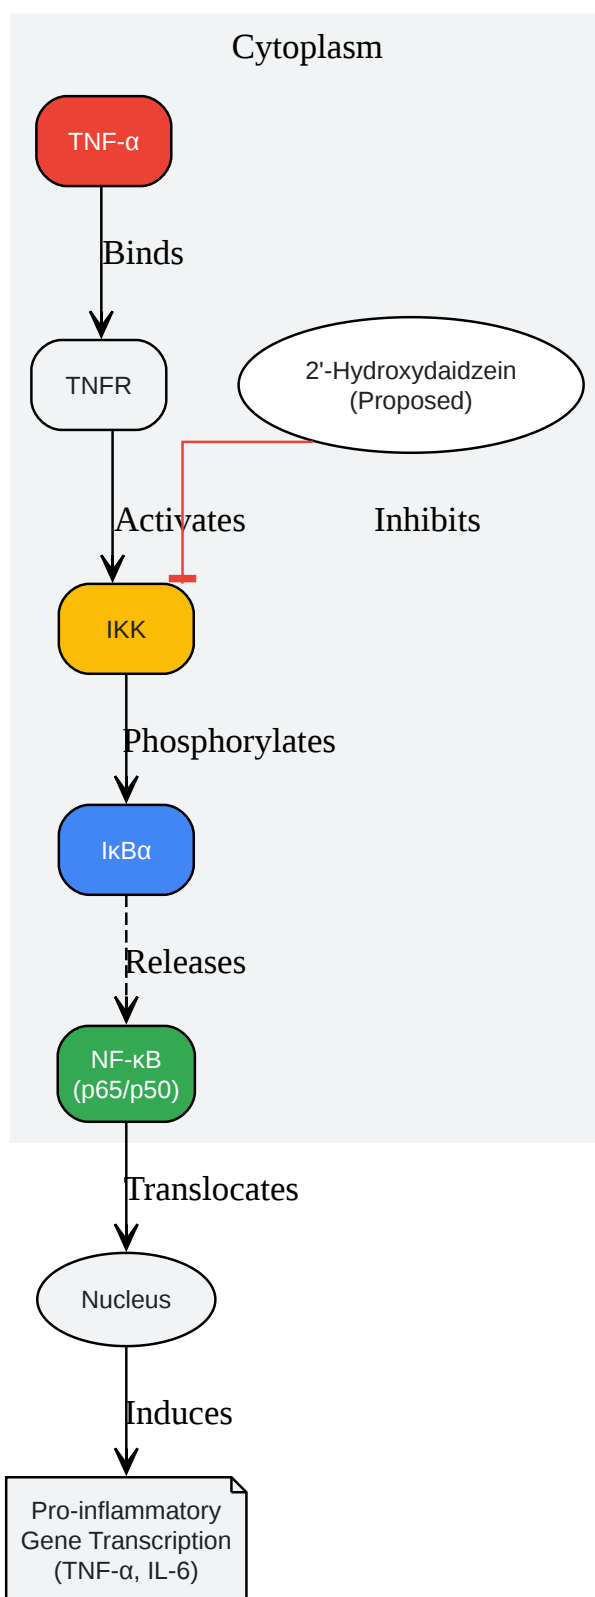 Cytoplasm
TNF-α
Binds
TNFR
2'-Hydroxydaidzein
(Proposed)
Activates
Inhibits
IKK
Phosphorylates
IκBα
Releases
NF-κB
(p65/p50)
Translocates
Nucleus
Induces
Pro-inflammatory
Gene Transcription
(TNF-α, IL-6)